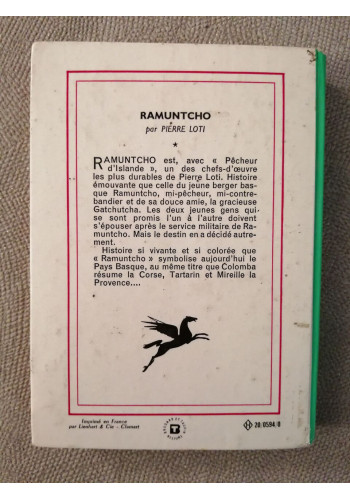 RAMUNTCHO
par PIERRE LOTI
★
RAMUNTCHO est, avec « Pêcheur
d'Islande », un des chefs-d'œuvre
les plus durables de Pierre Loti. Histoire
émouvante que celle du jeune berger bas-
que Ramuntcho, mi-pêcheur, mi-contre-
bandier et de sa douce amie, la gracieuse
Gatchutcha. Les deux jeunes gens qui
se sont promis l'un à l'autre doivent
s'épouser après le service militaire de Ra-
muntcho. Mais le destin en a décidé autre-
ment.
Histoire si vivante et si colorée que
« Ramuntcho » symbolise aujourd'hui le
Pays Basque, au même titre que Colomba
résume la Corse, Tartarin et Mireille la
Provence....
Imprimé en France
par Limbert & Cie - Clamart
H 20/0594/0